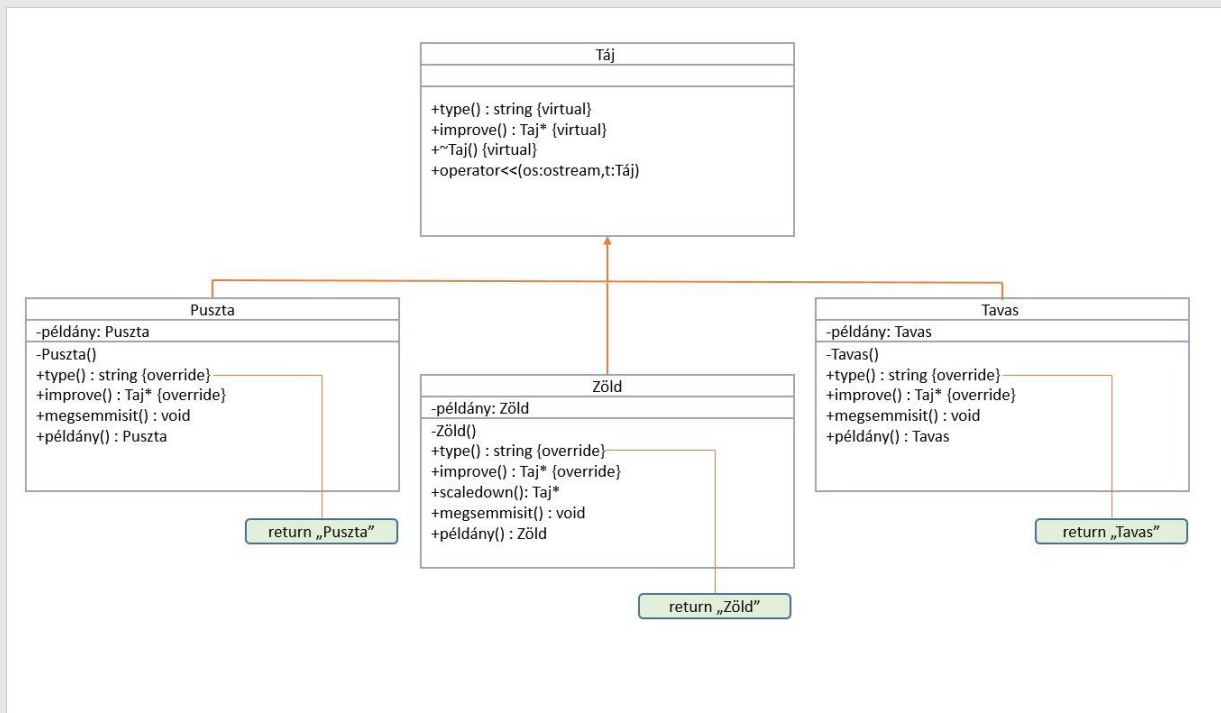 Táj
+type() : string {virtual}
+improve() : Taj* {virtual}
+~Taj() {virtual}
+operator<<(os:ostream,t:Táj)
Puszta
-példány: Puszta
-Puszta()
+type() : string {override}
+improve() : Taj* {override}
+megsemmisit() : void
+példány() : Puszta
return „Puszta”
Zöld
-példány: Zöld
-Zöld()
+type() : string {override}
+improve() : Taj* {override}
+scaledown(): Taj*
+megsemmisit() : void
+példány() : Zöld
return „Zöld”
Tavas
-példány: Tavas
-Tavas()
+type() : string {override}
+improve() : Taj* {override}
+megsemmisit() : void
+példány() : Tavas
return „Tavas”